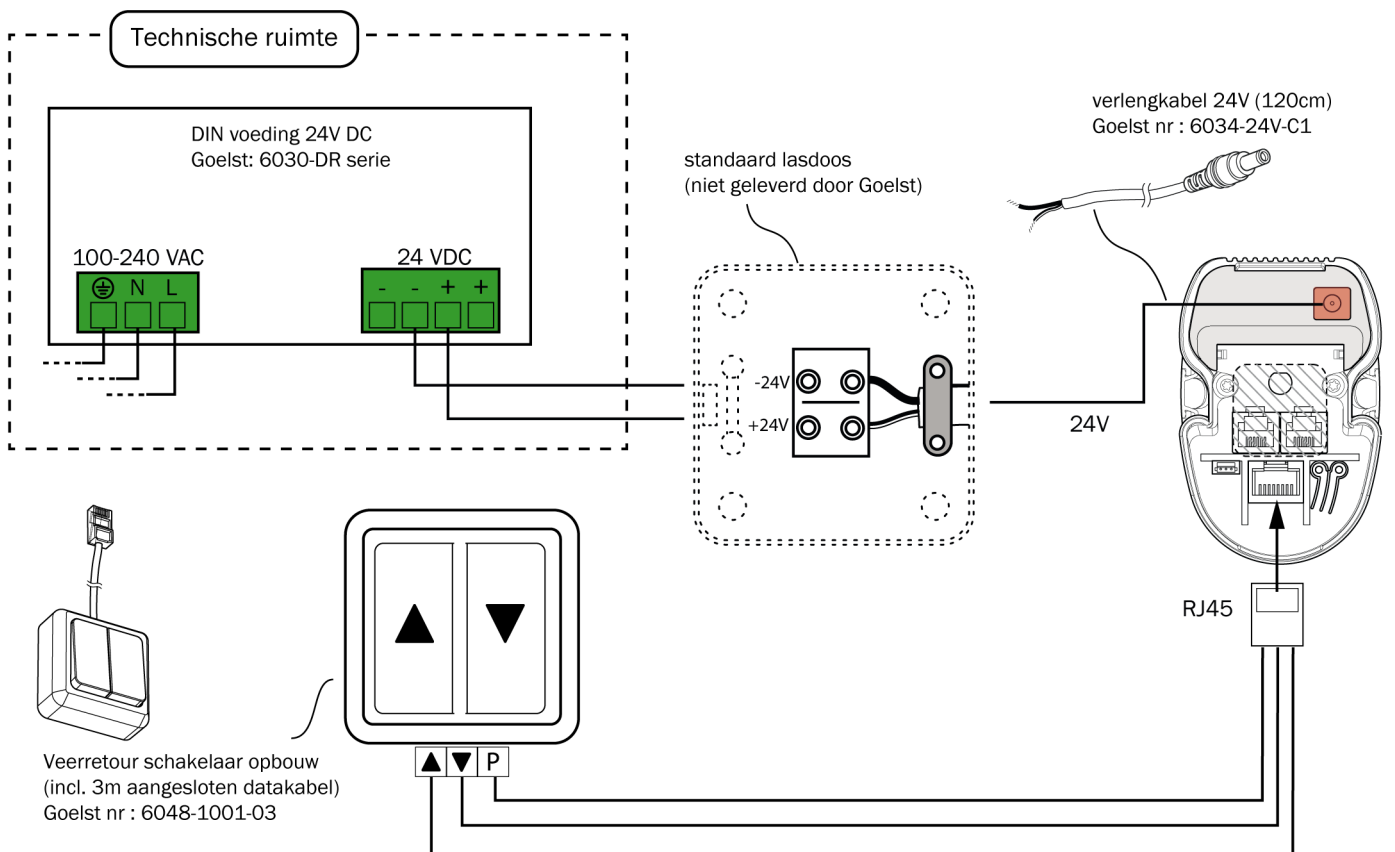 Technische ruimte
DIN voeding 24V DC
Goelst: 6030-DR serie
100-240 VAC
N L
24 VDC
- - + +
standaard lasdoos
(niet geleverd door Goelst)
verlengkabel 24V (120cm)
Goelst nr : 6034-24V-C1
-24V
+24V
24V
RJ45
P
Veerretour schakelaar opbouw
(incl. 3m aangesloten datakabel)
Goelst nr : 6048-1001-03